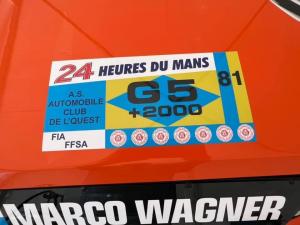 24 HEURES DU MANS
A.S.
AUTOMOBILE
CLUB
DE L'OUEST
FIA
FFSA
G5
+2000
81
MARCO WAGNER